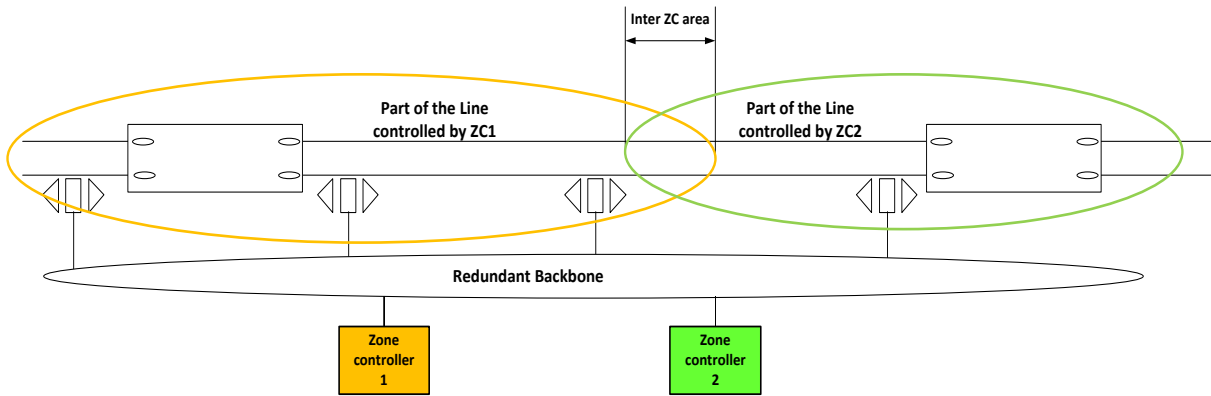 Inter ZC area
Part of the Line
controlled by ZC1
Part of the Line
controlled by ZC2
Redundant Backbone
Zone
controller
1
Zone
controller
2